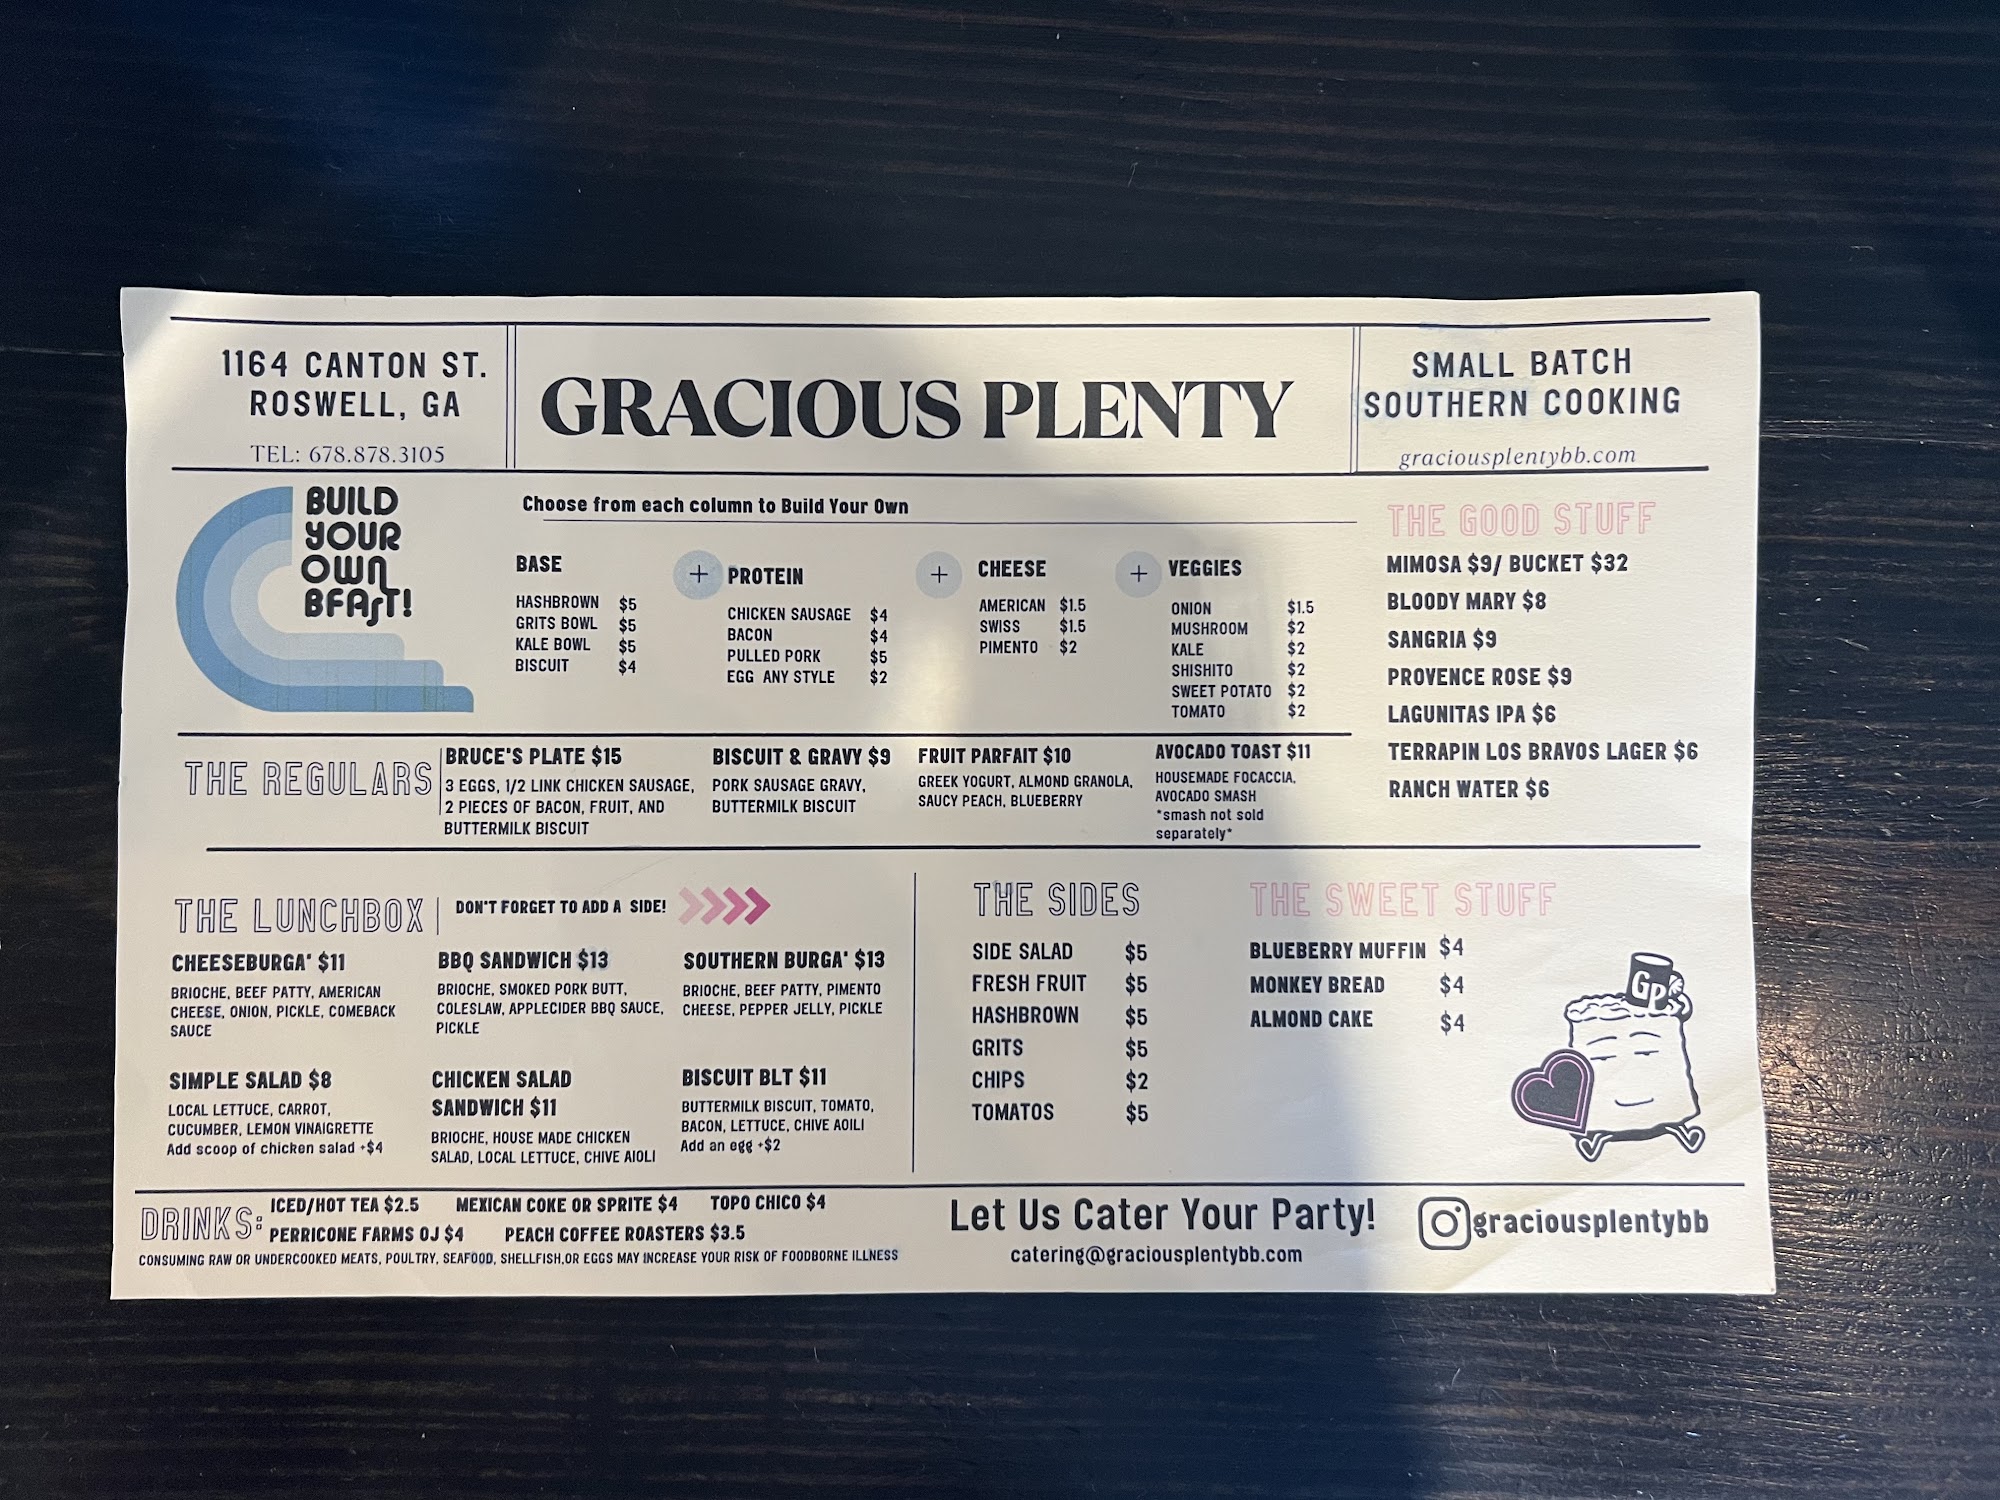 1164 CANTON ST.
ROSWELL, GA
TEL: 678.878.3105
GRACIOUS PLENTY
SMALL BATCH
SOUTHERN COOKING
graciousplentybb.com
BUILD
YOUR
OWN
BFAST!
Choose from each column to Build Your Own
BASE
HASHBROWN $5
GRITS BOWL $5
KALE BOWL $5
BISCUIT $4
+ PROTEIN
CHICKEN SAUSAGE $4
BACON $4
PULLED PORK $5
EGG ANY STYLE $2
+ CHEESE
AMERICAN $1.5
SWISS $1.5
PIMENTO $2
+ VEGGIES
ONION $1.5
MUSHROOM $2
KALE $2
SHISHITO $2
SWEET POTATO $2
TOMATO $2
THE GOOD STUFF
MIMOSA $9/ BUCKET $32
BLOODY MARY $8
SANGRIA $9
PROVENCE ROSE $9
LAGUNITAS IPA $6
TERRAPIN LOS BRAVOS LAGER $6
RANCH WATER $6
THE REGULARS
BRUCE'S PLATE $15
3 EGGS, 1/2 LINK CHICKEN SAUSAGE,
2 PIECES OF BACON, FRUIT, AND
BUTTERMILK BISCUIT
BISCUIT & GRAVY $9
PORK SAUSAGE GRAVY,
BUTTERMILK BISCUIT
FRUIT PARFAIT $10
GREEK YOGURT, ALMOND GRANOLA,
SAUCY PEACH, BLUEBERRY
AVOCADO TOAST $11
HOUSEMADE FOCACCIA,
AVOCADO SMASH
*smash not sold
separately*
THE LUNCHBOX
DON'T FORGET TO ADD A SIDE!
CHEESEBURGA' $11
BRIOCHE, BEEF PATTY, AMERICAN
CHEESE, ONION, PICKLE, COMEBACK
SAUCE
BBQ SANDWICH $13
BRIOCHE, SMOKED PORK BUTT,
COLESLAW, APPLECIDER BBQ SAUCE,
PICKLE
SOUTHERN BURGA' $13
BRIOCHE, BEEF PATTY, PIMENTO
CHEESE, PEPPER JELLY, PICKLE
SIMPLE SALAD $8
LOCAL LETTUCE, CARROT,
CUCUMBER, LEMON VINAIGRETTE
Add scoop of chicken salad +$4
CHICKEN SALAD
SANDWICH $11
BRIOCHE, HOUSE MADE CHICKEN
SALAD, LOCAL LETTUCE, CHIVE AIOLI
BISCUIT BLT $11
BUTTERMILK BISCUIT, TOMATO,
BACON, LETTUCE, CHIVE AOILI
Add an egg +$2
THE SIDES
SIDE SALAD $5
FRESH FRUIT $5
HASHBROWN $5
GRITS $5
CHIPS $2
TOMATOS $5
THE SWEET STUFF
BLUEBERRY MUFFIN $4
MONKEY BREAD $4
ALMOND CAKE $4
GP
DRINKS:
ICED/HOT TEA $2.5 MEXICAN COKE OR SPRITE $4 TOPO CHICO $4
PERRICONE FARMS OJ $4 PEACH COFFEE ROASTERS $3.5
CONSUMING RAW OR UNDERCOOKED MEATS, POULTRY, SEAFOOD, SHELLFISH,OR EGGS MAY INCREASE YOUR RISK OF FOODBORNE ILLNESS
Let Us Cater Your Party!
catering@graciousplentybb.com
graciousplentybb